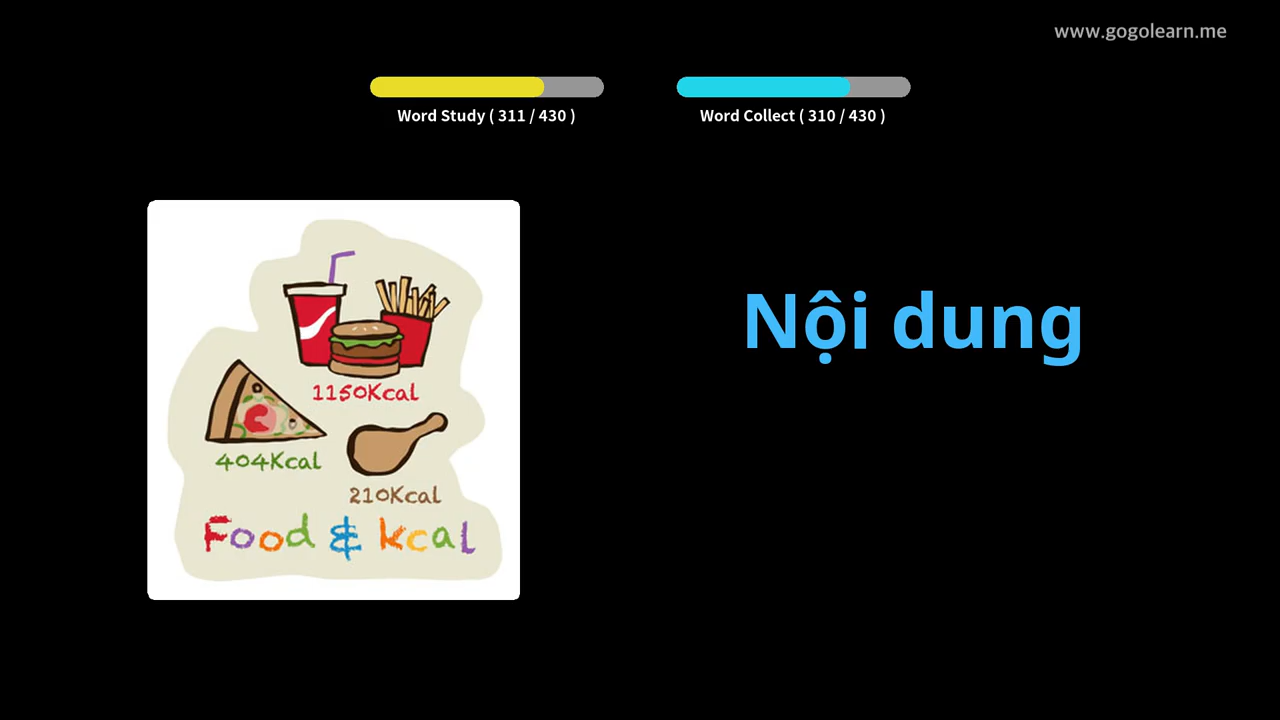 www.gogolearn.me
Word Study ( 311 / 430 )
Word Collect ( 310 / 430 )
Nội dung
1150Kcal
404Kcal
210Kcal
Food & kcal